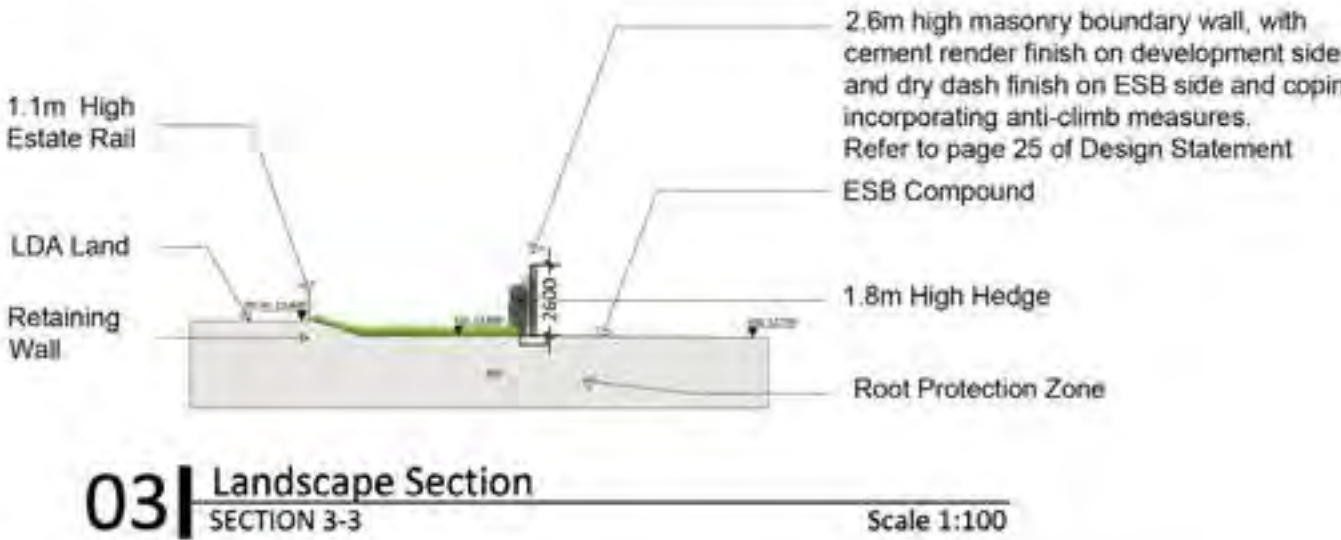 2.6m high masonry boundary wall, with
cement render finish on development side
and dry dash finish on ESB side and copin
incorporating anti-climb measures.
Refer to page 25 of Design Statement
1.1m High
Estate Rail
ESB Compound
LDA Land
2600
1.8m High Hedge
Retaining
Wall
Root Protection Zone
03
Landscape Section
SECTION 3-3
Scale 1:100